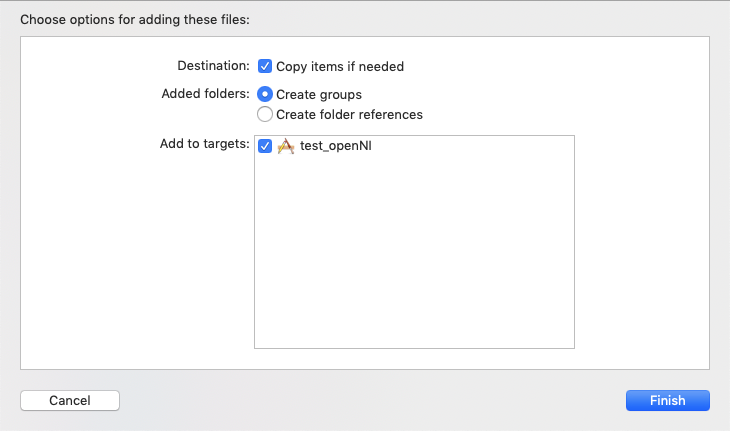 Choose options for adding these files:
Destination: Copy items if needed
Added folders: Create groups
Create folder references
Add to targets: test_openNI
Cancel Finish